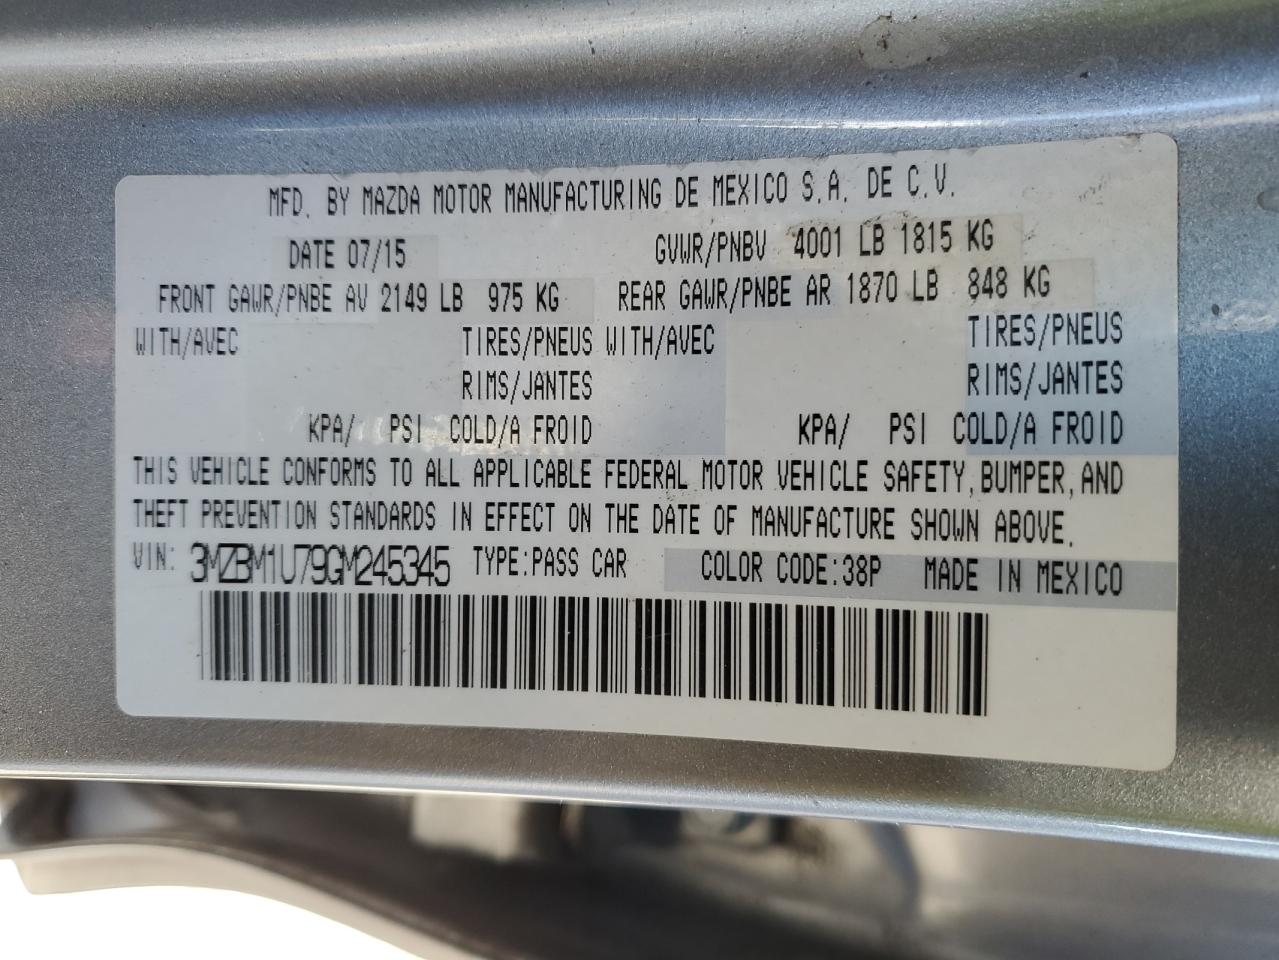 MFD. BY MAZDA MOTOR MANUFACTURING DE MEXICO S.A. DE C.V.
DATE 07/15 GVWR/PNBV 4001 LB 1815 KG
FRONT GAWR/PNBE AV 2149 LB 975 KG REAR GAWR/PNBE AR 1870 LB 848 KG
WITH/AVEC TIRES/PNEUS WITH/AVEC TIRES/PNEUS
RIMS/JANTES RIMS/JANTES
KPA/ PSI COLD/A FROID KPA/ PSI COLD/A FROID
THIS VEHICLE CONFORMS TO ALL APPLICABLE FEDERAL MOTOR VEHICLE SAFETY, BUMPER, AND
THEFT PREVENTION STANDARDS IN EFFECT ON THE DATE OF MANUFACTURE SHOWN ABOVE.
VIN: 3MZBM1U79GM245345 TYPE:PASS CAR COLOR CODE:38P MADE IN MEXICO